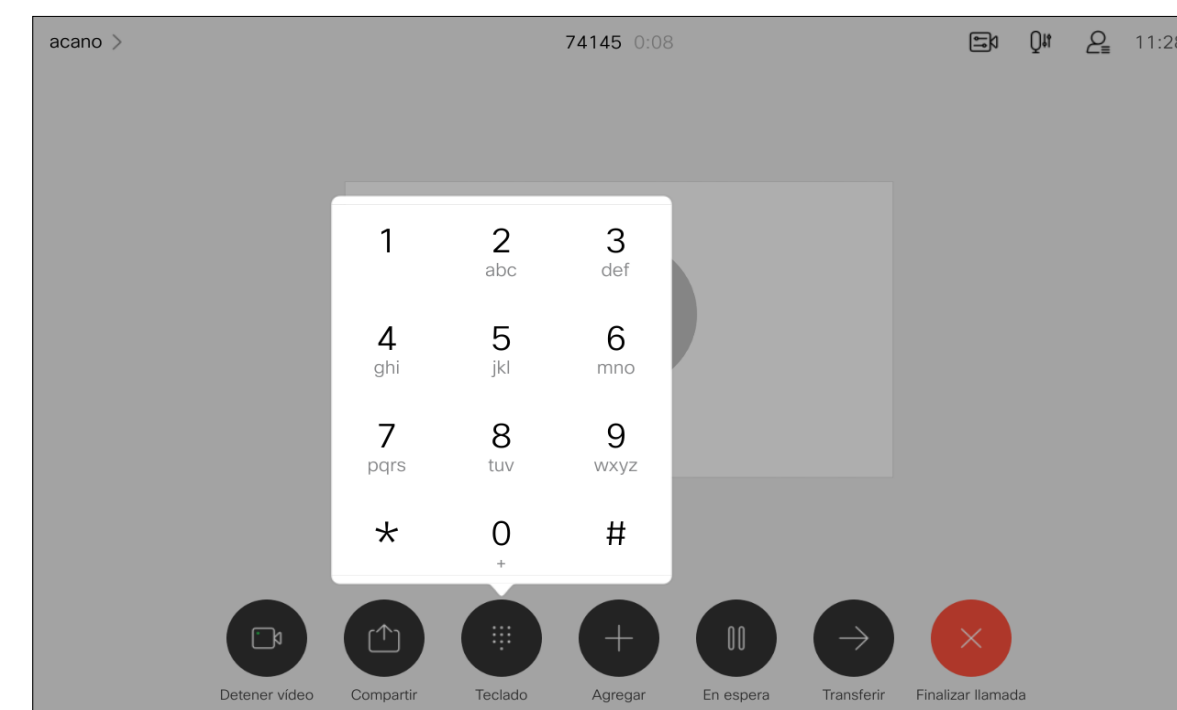 acano >
74145 0:08
11:28
1 2 3
abc def
4 5 6
ghi jkl mno
7 8 9
pqrs tuv wxyz
* 0 #
+
Detener vídeo Compartir Teclado Agregar En espera Transferir Finalizar llamada